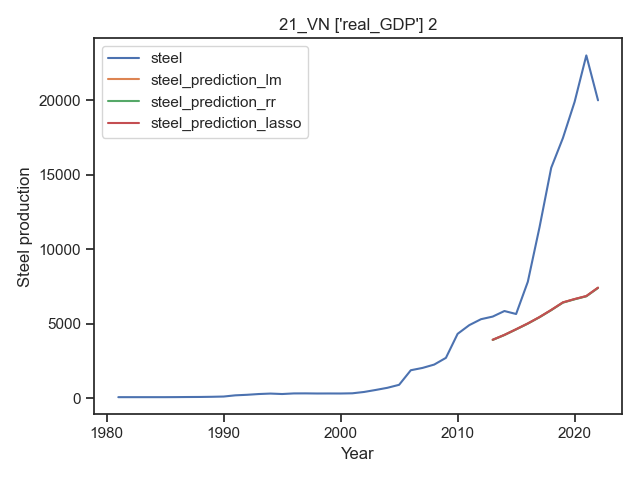 21_VN ['real_GDP'] 2
steel
steel_prediction_lm
steel_prediction_rr
steel_prediction_lasso
Steel production
20000
15000
10000
5000
0
1980
1990
2000
2010
2020
Year